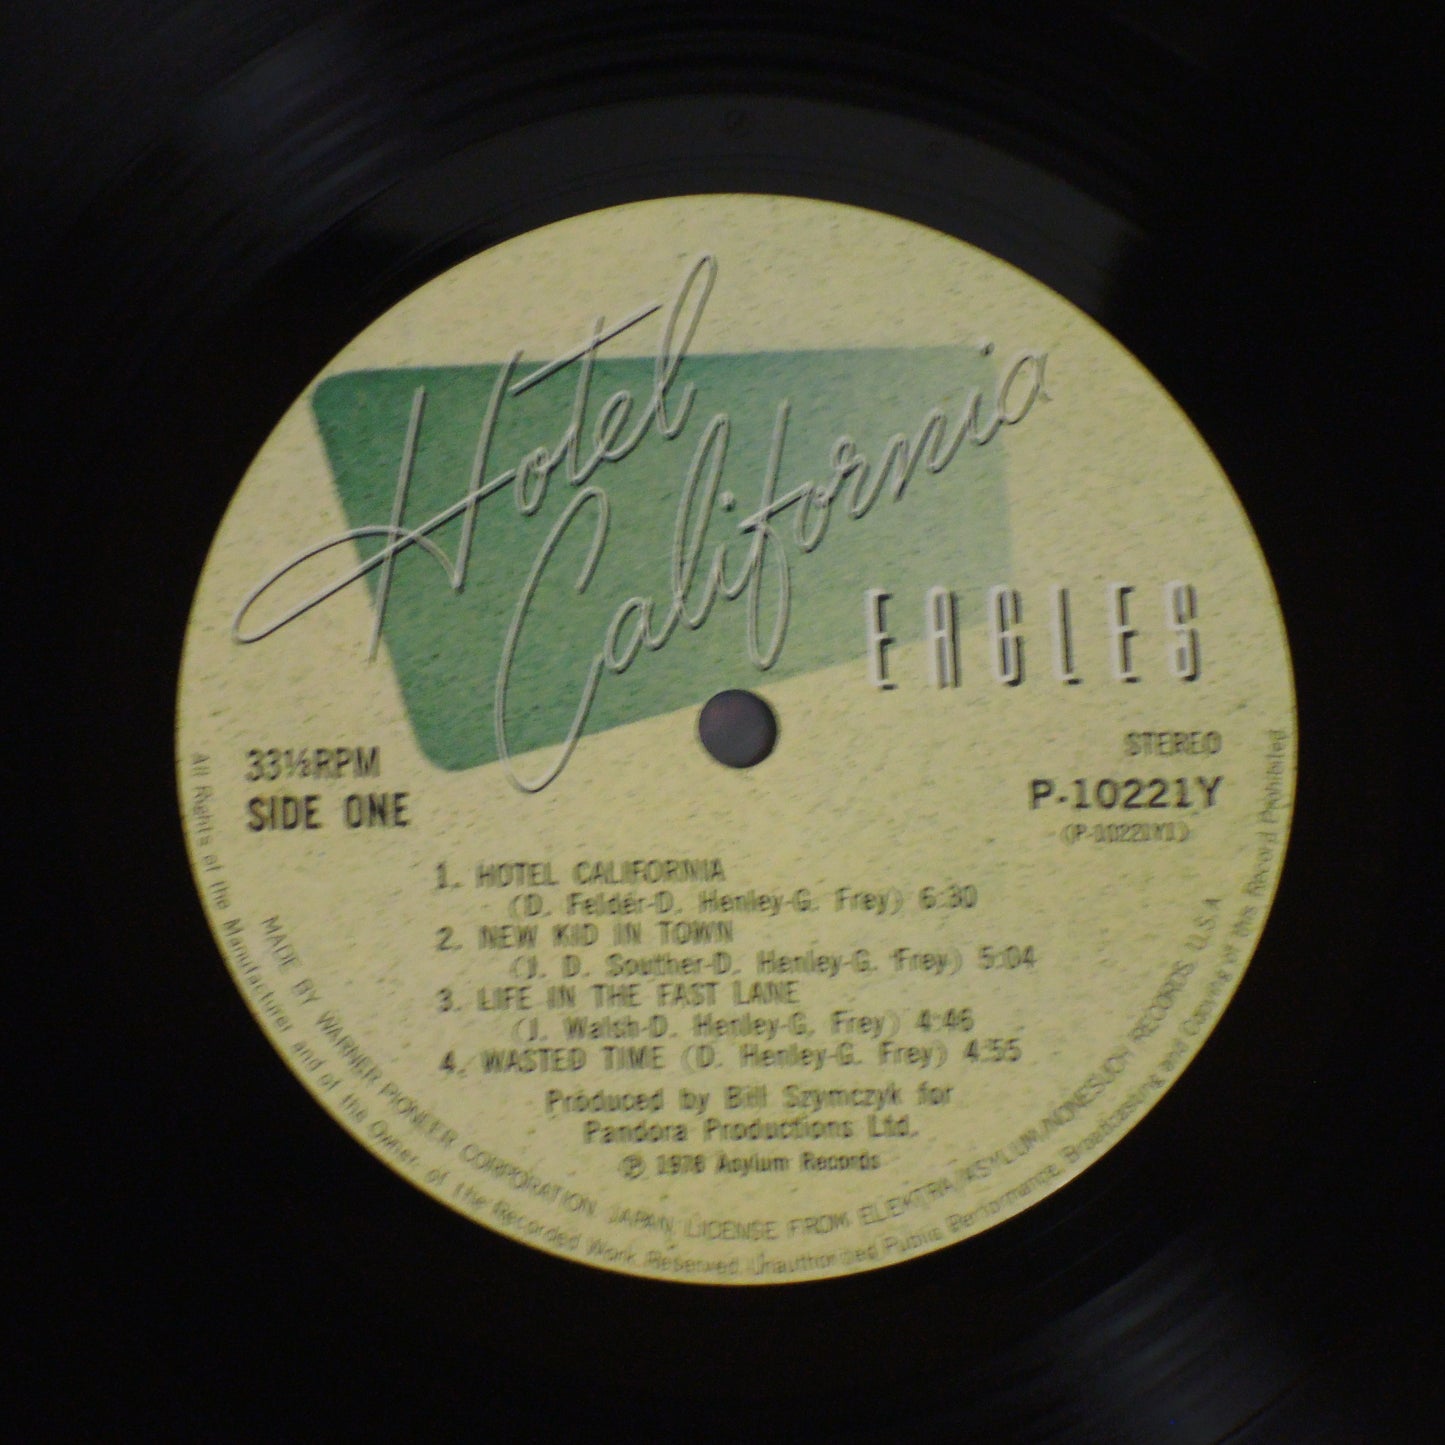 Hotel
California
EAGLES
STEREO
33⅓RPM
P-10221Y
SIDE ONE
(P-10221Y1)
1. HOTEL CALIFORNIA
(D. Felder-D. Henley-G. Frey) 6:30
2. NEW KID IN TOWN
(J. D. Souther-D. Henley-G. Frey) 5:04
3. LIFE IN THE FAST LANE
(J. Walsh-D. Henley-G. Frey) 4:46
4. WASTED TIME (D. Henley-G. Frey) 4:55
Produced by Bill Szymczyk for
Pandora Productions Ltd.
℗ 1976 Asylum Records
MADE BY WARNER PIONEER CORPORATION JAPAN, LICENSE FROM ELEKTRA/ASYLUM/NONESUCH RECORDS U.S.A
All Rights of the Manufacturer and of the Owner, of the Recorded Work Reserved. Unauthorized Public Performance, Broadcasting and Copying of this Record Prohibited